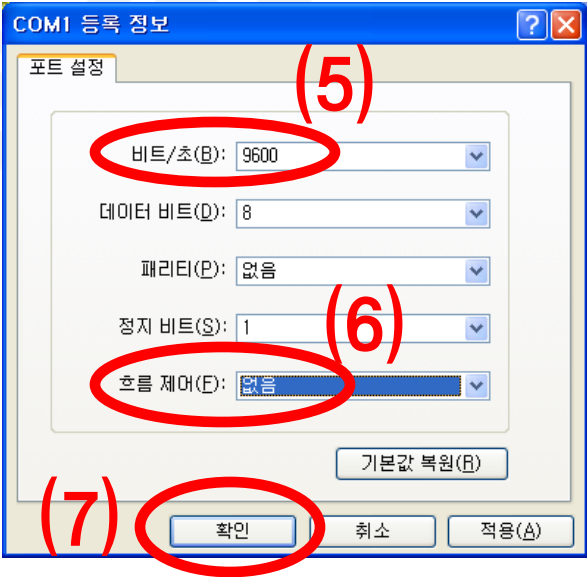 COM1 등록 정보
포트 설정
(5)
비트/초(B): 9600
데이터 비트(D): 8
패리티(P): 없음
정지 비트(S): 1
(6)
흐름 제어(F): 없음
기본값 복원(R)
(7)
확인 취소 적용(A)